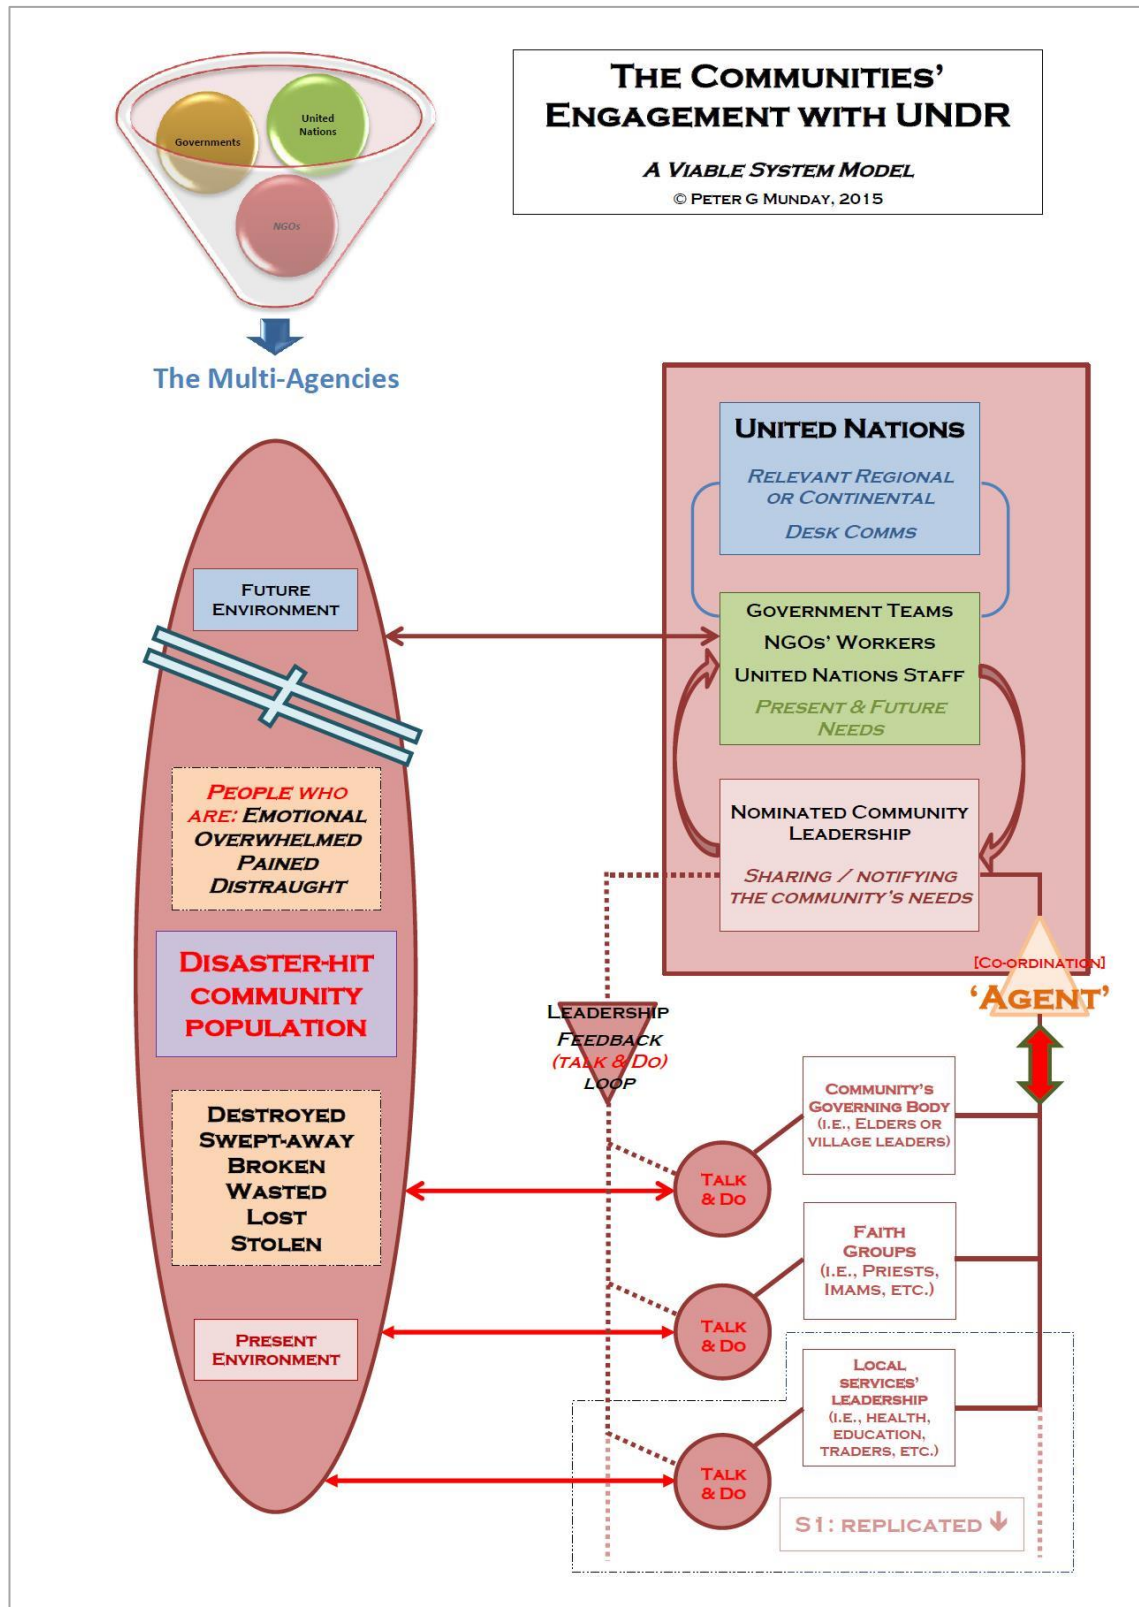 The Communities’
Engagement with UNDR
A Viable System Model
© Peter G Munday, 2015
Governments
United
Nations
NGOs
The Multi-Agencies
United Nations
Relevant Regional
or Continental
Desk Comms
Government Teams
NGOs’ Workers
United Nations Staff
Present & Future
Needs
Nominated Community
Leadership
Sharing / notifying
the community’s needs
[Co-ordination]
‘Agent’
Future
Environment
People who
are: Emotional
Overwhelmed
Pained
Distraught
Disaster-hit
community
population
Destroyed
Swept-away
Broken
Wasted
Lost
Stolen
Present
Environment
Leadership
Feedback
(talk & Do)
loop
Community’s
Governing Body
(i.e., Elders or
village leaders)
Talk
& Do
Faith
Groups
(i.e., Priests,
Imams, etc.)
Talk
& Do
Local
services’
leadership
(i.e., health,
education,
traders, etc.)
Talk
& Do
S1: replicated